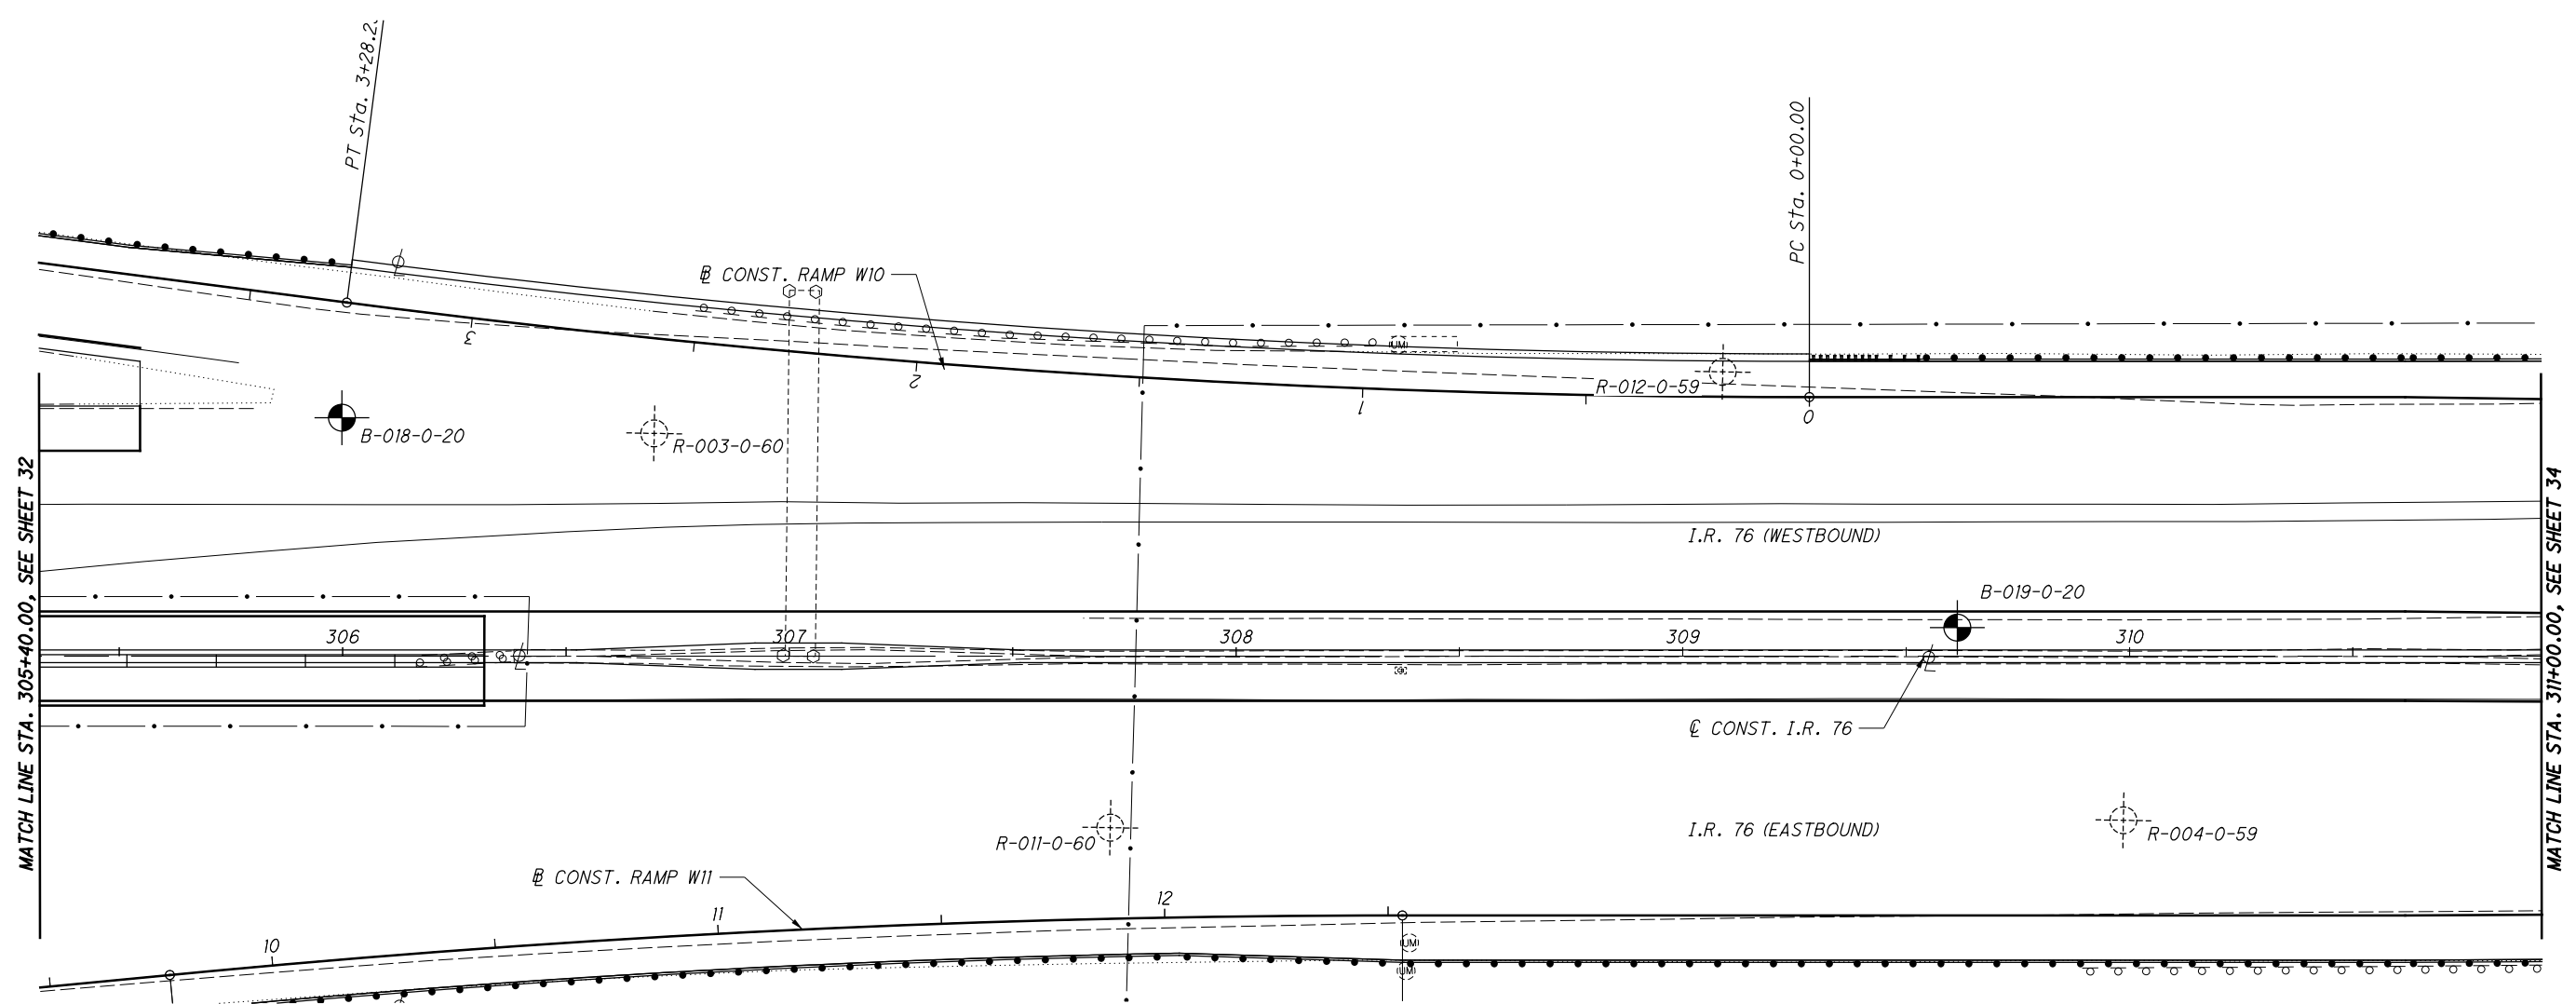 PT Sta. 3+28.2
PC Sta. 0+00.00
℄ CONST. RAMP W10
3
2
1
0
R-012-0-59
B-018-0-20
R-003-0-60
MATCH LINE STA. 305+40.00, SEE SHEET 32
MATCH LINE STA. 311+00.00, SEE SHEET 34
I.R. 76 (WESTBOUND)
B-019-0-20
306
307
308
309
310
℄ CONST. I.R. 76
R-011-0-60
I.R. 76 (EASTBOUND)
R-004-0-59
℄ CONST. RAMP W11
10
11
12
UM
UM
UM